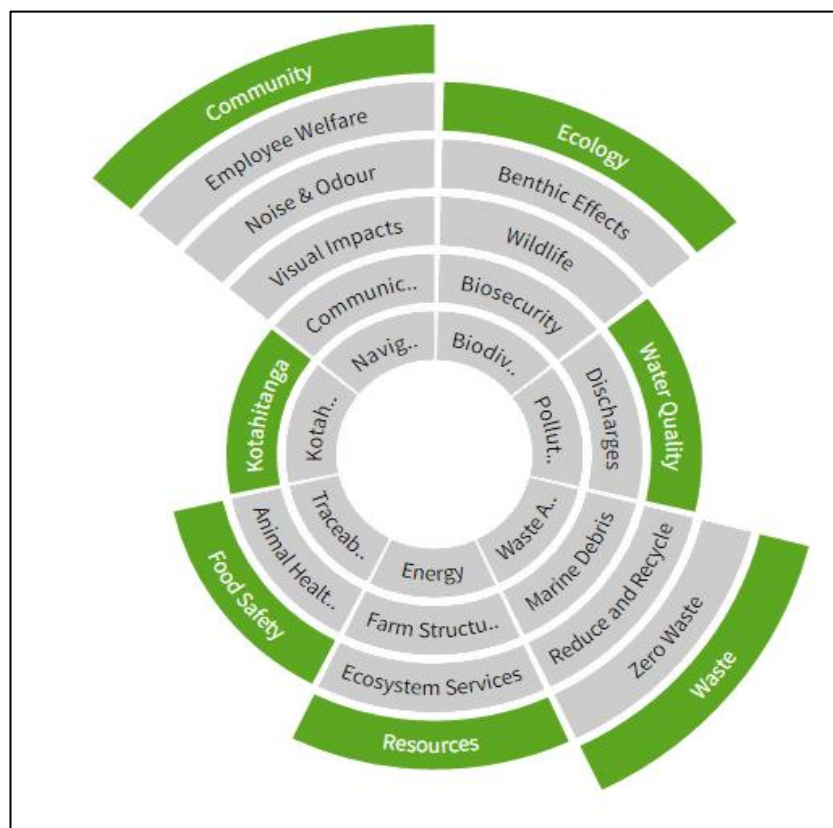 Community
Employee Welfare
Noise & Odour
Visual Impacts
Communic..
Navig..
Ecology
Benthic Effects
Wildlife
Biosecurity
Biodiv..
Water Quality
Discharges
Pollut..
Waste
Zero Waste
Reduce and Recycle
Marine Debris
Waste A..
Resources
Ecosystem Services
Farm Structu..
Energy
Food Safety
Animal Healt..
Traceab..
Kotahitanga
Kotah..